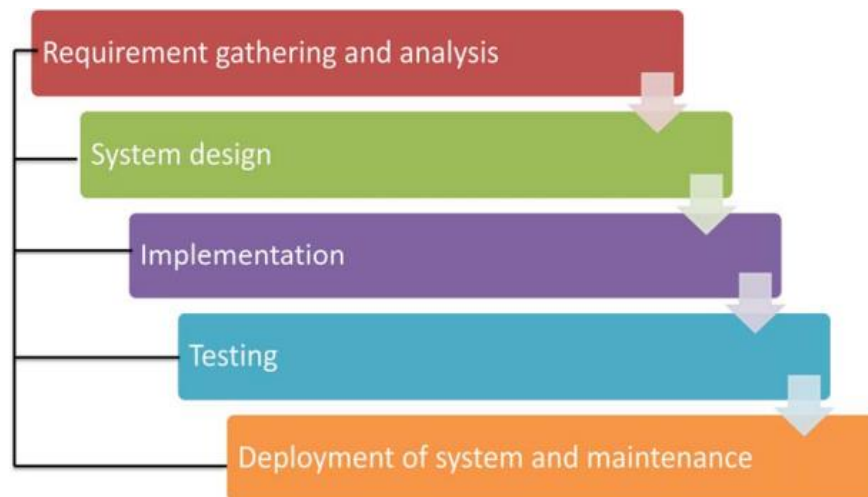 Requirement gathering and analysis
System design
Implementation
Testing
Deployment of system and maintenance